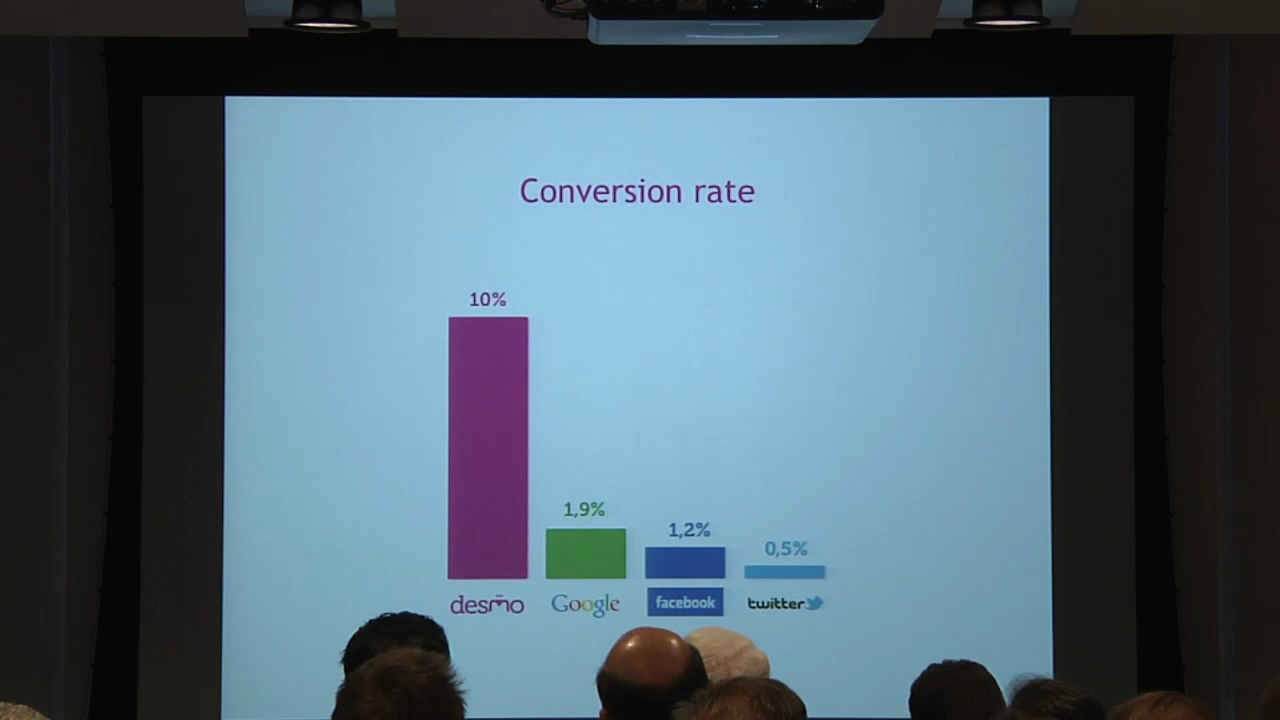 Conversion rate
10%
1,9%
1,2%
0,5%
desmo
Google
facebook
twitter